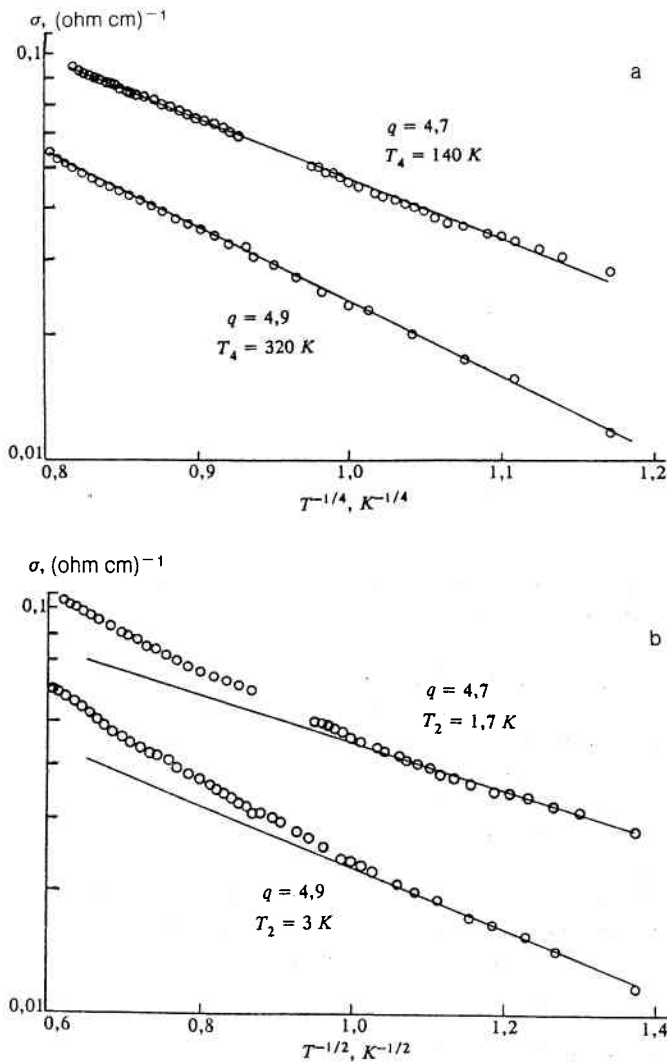 σ, (ohm cm)⁻¹
0,1
a
q = 4,7
T₄ = 140 K
q = 4,9
T₄ = 320 K
0,01
0,8 0,9 1,0 1,1 1,2
T⁻¹/⁴, K⁻¹/⁴
σ, (ohm cm)⁻¹
0,1
b
q = 4,7
T₂ = 1,7 K
q = 4,9
T₂ = 3 K
0,01
0,6 0,8 1,0 1,2 1,4
T⁻¹/², K⁻¹/²